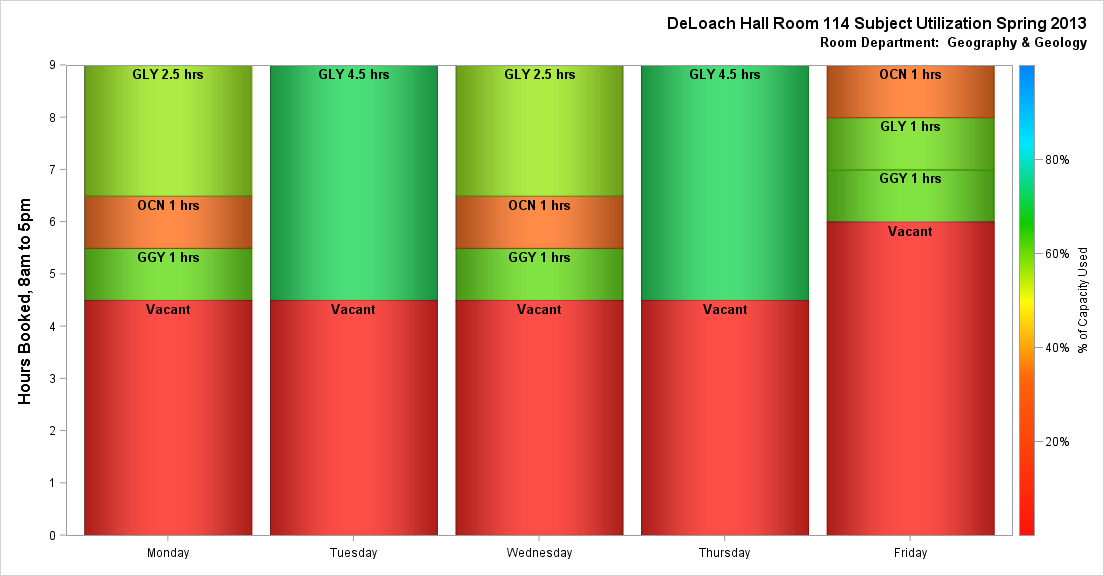 DeLoach Hall Room 114 Subject Utilization Spring 2013
Room Department:  Geography & Geology
Hours Booked, 8am to 5pm
9
8
7
6
5
4
3
2
1
0
GLY 2.5 hrs
OCN 1 hrs
GGY 1 hrs
Vacant
GLY 4.5 hrs
Vacant
GLY 2.5 hrs
OCN 1 hrs
GGY 1 hrs
Vacant
GLY 4.5 hrs
Vacant
OCN 1 hrs
GLY 1 hrs
GGY 1 hrs
Vacant
Monday
Tuesday
Wednesday
Thursday
Friday
80%
60%
40%
20%
% of Capacity Used